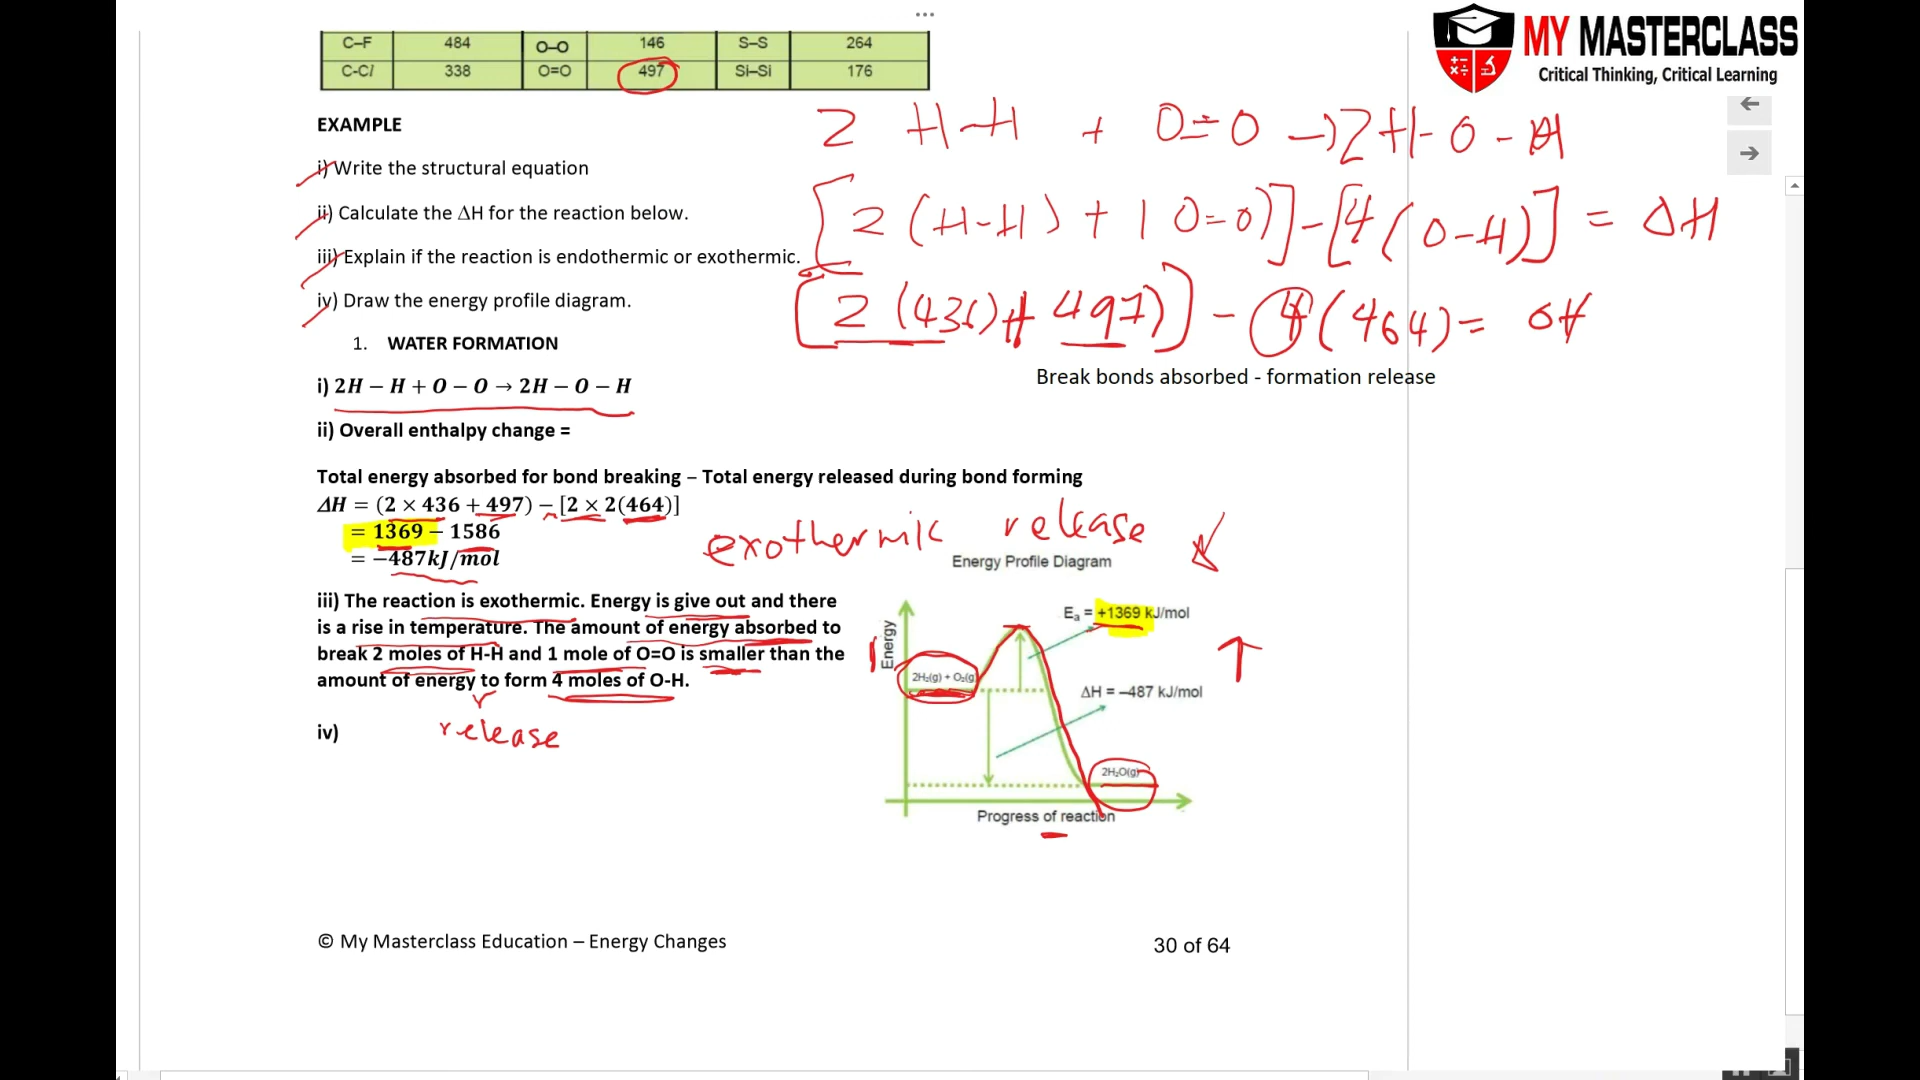 MY MASTERCLASS
Critical Thinking, Critical Learning
C–F 484 O–O 146 S–S 264
C-Cl 338 O=O 497 Si–Si 176
EXAMPLE
i) Write the structural equation
ii) Calculate the ΔH for the reaction below.
iii) Explain if the reaction is endothermic or exothermic.
iv) Draw the energy profile diagram.
2 H-H + O=O → 2 H-O-H
[2 (H-H) + 1 O=O)] - [4 (O-H)] = ΔH
[2 (436) + 497)] - 4 (464) = ΔH
Break bonds absorbed - formation release
1. WATER FORMATION
i) 2H − H + O − O → 2H − O − H
ii) Overall enthalpy change =
Total energy absorbed for bond breaking – Total energy released during bond forming
ΔH = (2 × 436 + 497) − [2 × 2(464)]
= 1369 − 1586
= −487kJ/mol
exothermic release
iii) The reaction is exothermic. Energy is give out and there
is a rise in temperature. The amount of energy absorbed to
break 2 moles of H-H and 1 mole of O=O is smaller than the
amount of energy to form 4 moles of O-H.
release
iv)
Energy Profile Diagram
Ea = +1369 kJ/mol
Energy
2H₂(g) + O₂(g)
ΔH = –487 kJ/mol
2H₂O(g)
Progress of reaction
© My Masterclass Education – Energy Changes
30 of 64